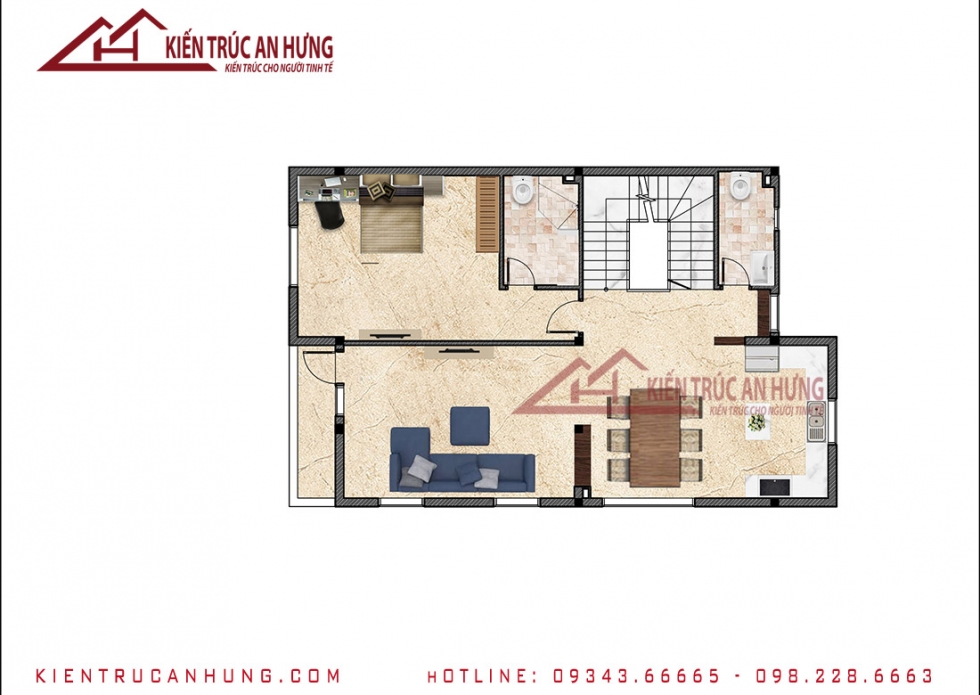 KIẾN TRÚC AN HƯNG
KIẾN TRÚC CHO NGƯỜI TINH TẾ
KIẾN TRÚC AN HƯNG
KIẾN TRÚC CHO NGƯỜI TINH
KIENTRUCANHUNG.COM
HOTLINE: 09343.66665 - 098.228.6663